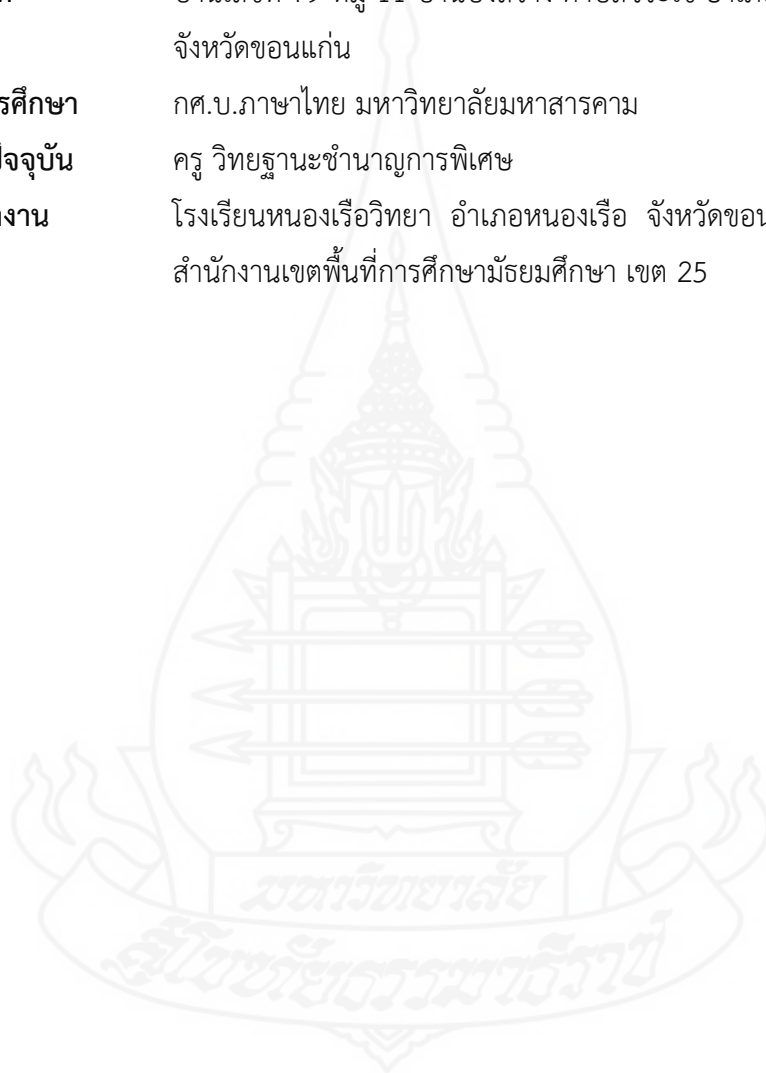 จังหวัดขอนแก่น
รศึกษา กศ.บ.ภาษาไทย มหาวิทยาลัยมหาสารคาม
ปัจจุบัน ครู วิทยฐานะชำนาญการพิเศษ
งาน โรงเรียนหนองเรือวิทยา อำเภอหนองเรือ จังหวัดขอน
สำนักงานเขตพื้นที่การศึกษามัธยมศึกษา เขต 25
มหาวิทยาลัย
สุโขทัยธรรมาธิราช